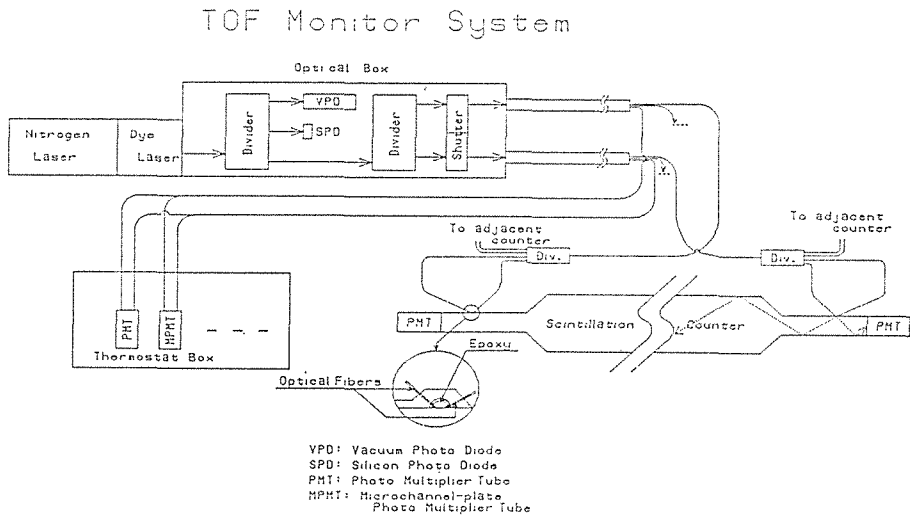 TOF Monitor System
Optical Box
Nitrogen
Laser
Dye
Laser
Divider
VPD
SPD
Divider
Shutter
To adjacent
counter
Div.
To adjacent
counter
Div.
PMT
MPMT
Thermostat Box
PMT
Scintillation
Counter
PMT
Epoxy
Optical Fibers
VPD: Vacuum Photo Diode
SPD: Silicon Photo Diode
PMT: Photo Multiplier Tube
MPMT: Microchannel-plate
Photo Multiplier Tube